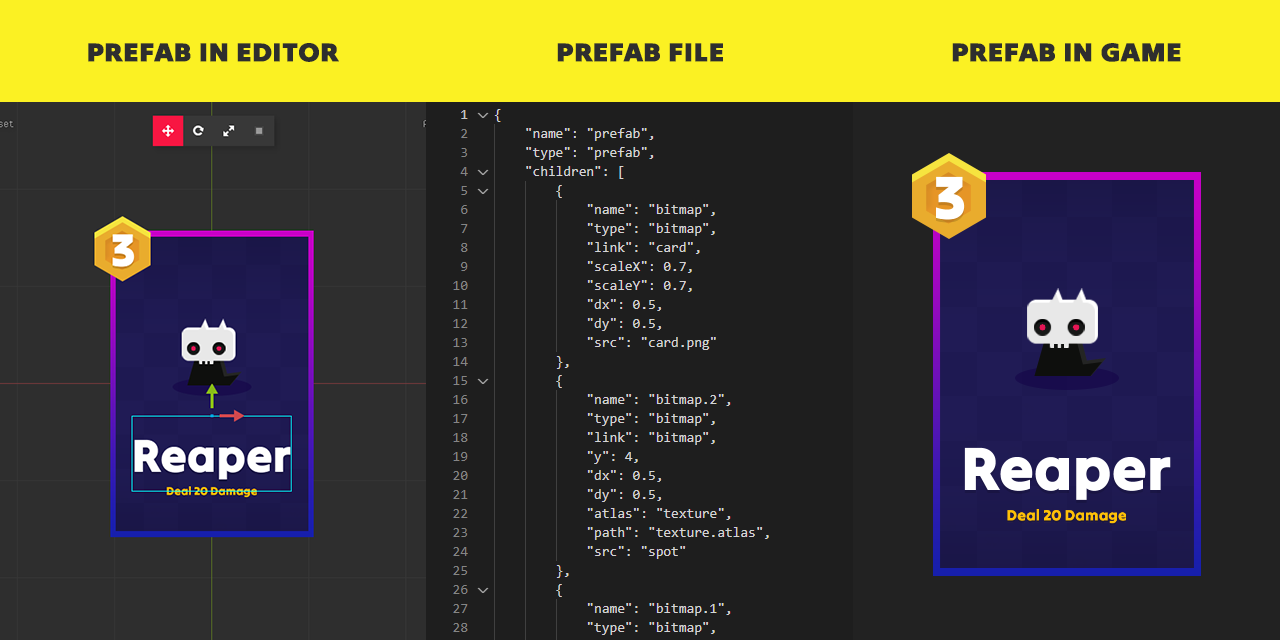 PREFAB IN EDITOR
PREFAB FILE
PREFAB IN GAME
set
3
Reaper
Deal 20 Damage
1 {
2 "name": "prefab",
3 "type": "prefab",
4 "children": [
5 {
6 "name": "bitmap",
7 "type": "bitmap",
8 "link": "card",
9 "scaleX": 0.7,
10 "scaleY": 0.7,
11 "dx": 0.5,
12 "dy": 0.5,
13 "src": "card.png"
14 },
15 {
16 "name": "bitmap.2",
17 "type": "bitmap",
18 "link": "bitmap",
19 "y": 4,
20 "dx": 0.5,
21 "dy": 0.5,
22 "atlas": "texture",
23 "path": "texture.atlas",
24 "src": "spot"
25 },
26 {
27 "name": "bitmap.1",
28 "type": "bitmap",
3
Reaper
Deal 20 Damage